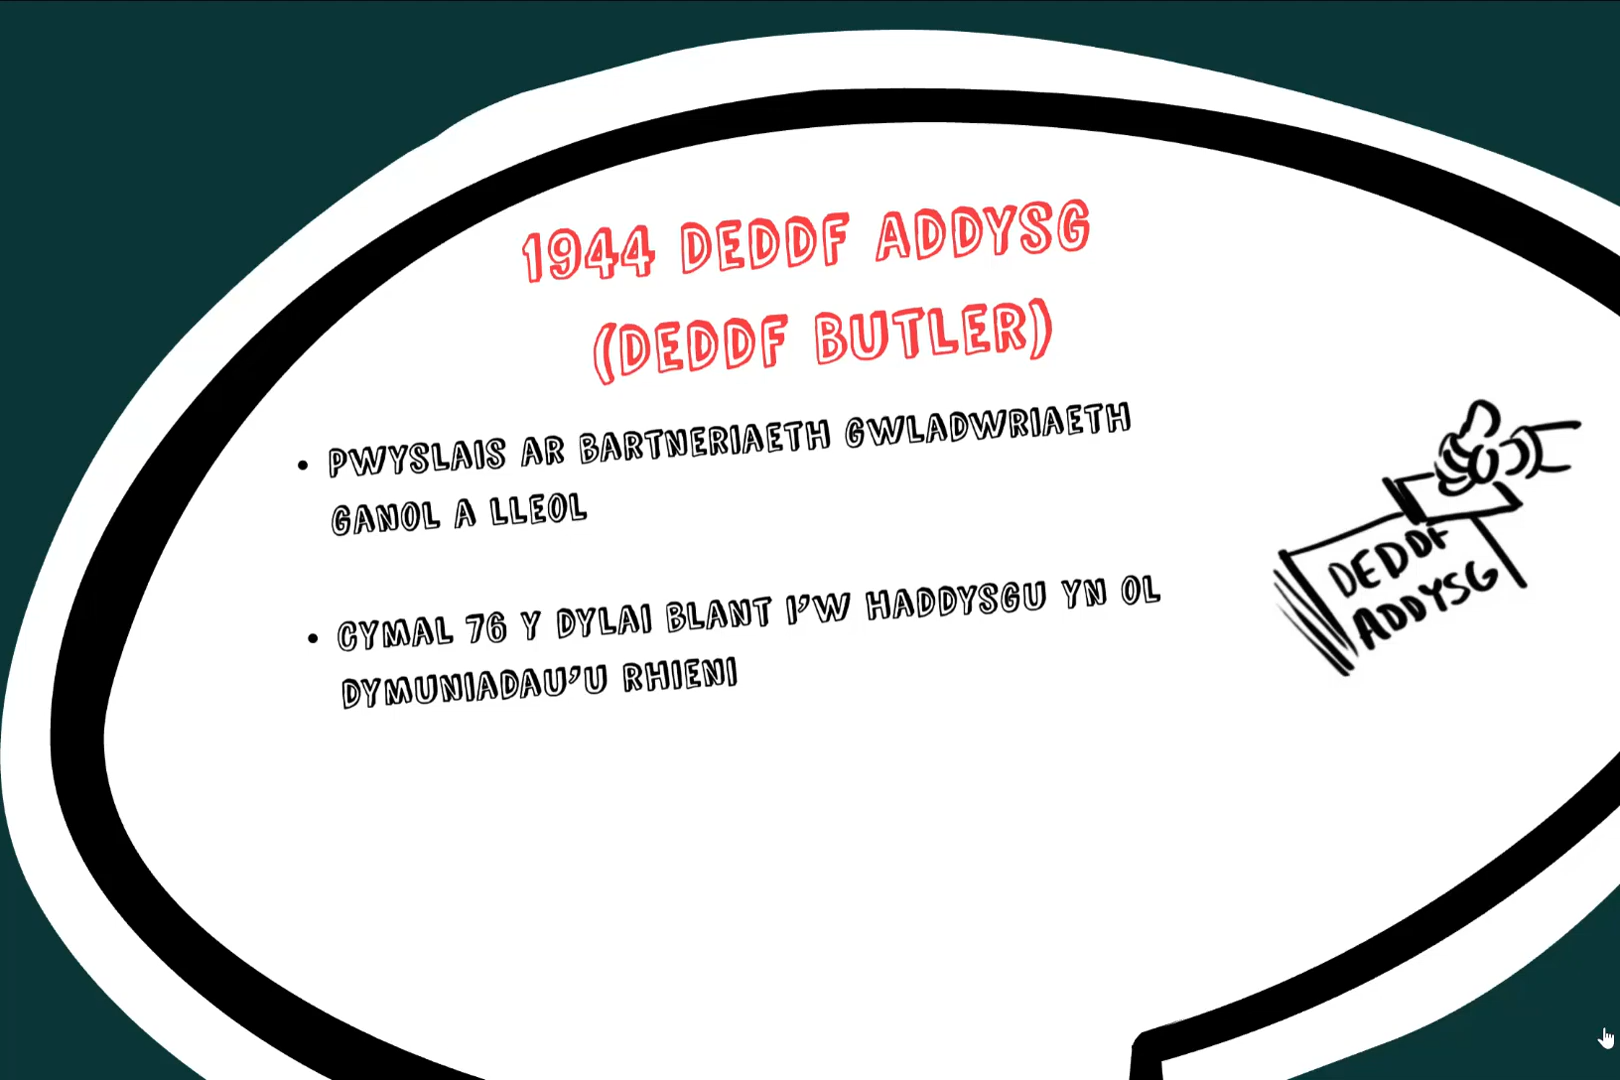 1944 DEDDF ADDYSG
(DEDDF BUTLER)
• PWYSLAIS AR BARTNERIAETH GWLADWRIAETH
GANOL A LLEOL
• CYMAL 76 Y DYLAI BLANT I'W HADDYSGU YN OL
DYMUNIADAU'U RHIENI
DEDDF
ADDYSG